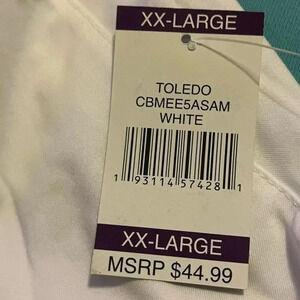 XX-LARGE
TOLEDO
CBMEE5ASAM
WHITE
1 93114 57428 1
XX-LARGE
MSRP $44.99